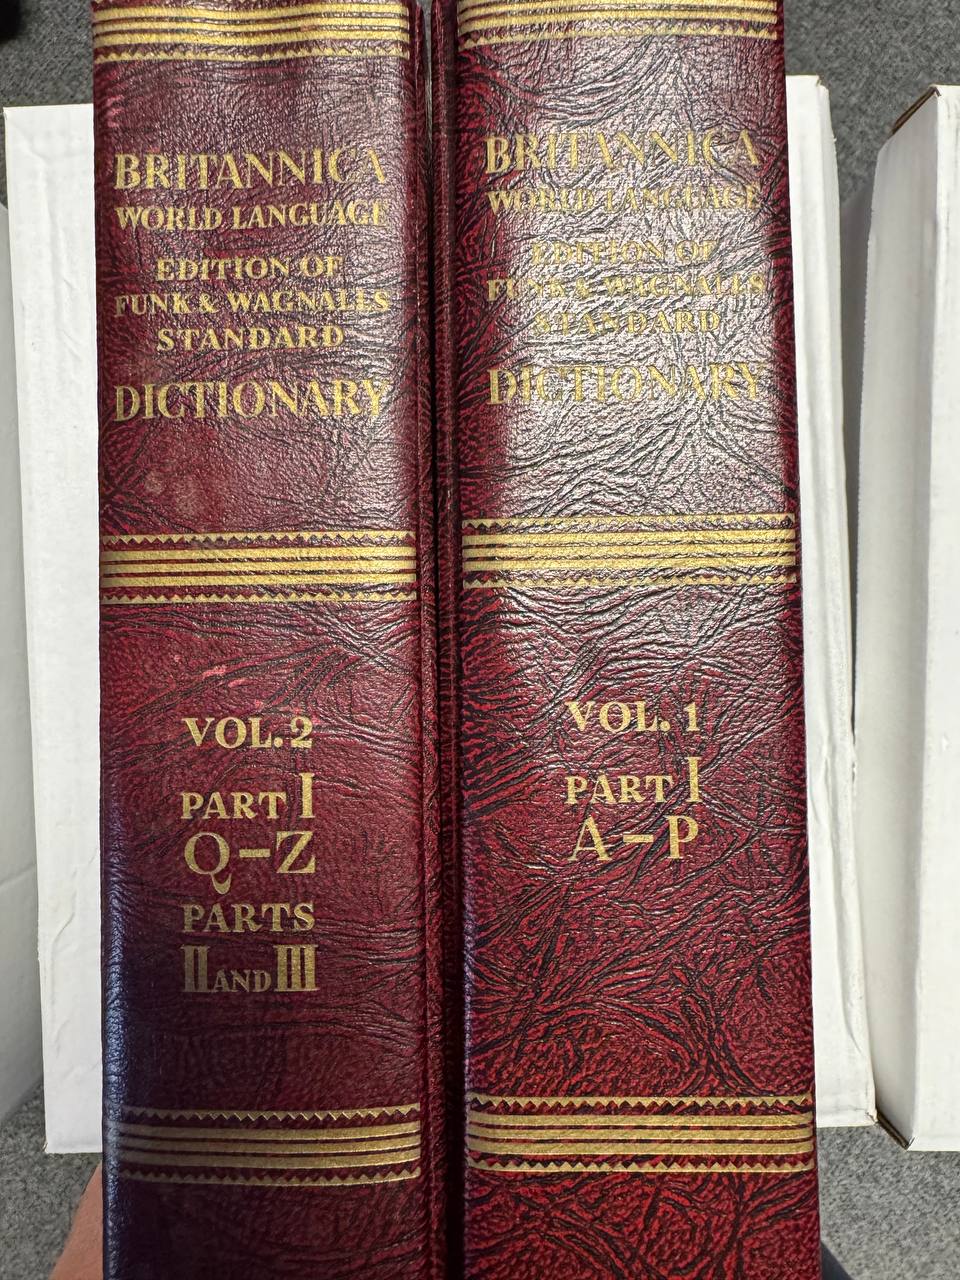 BRITANNICA
WORLD LANGUAGE
EDITION OF
FUNK & WAGNALLS
STANDARD
DICTIONARY
VOL. 2
PART I
Q-Z
PARTS
II AND III
BRITANNICA
WORLD LANGUAGE
EDITION OF
FUNK & WAGNALLS
STANDARD
DICTIONARY
VOL. 1
PART I
A-P